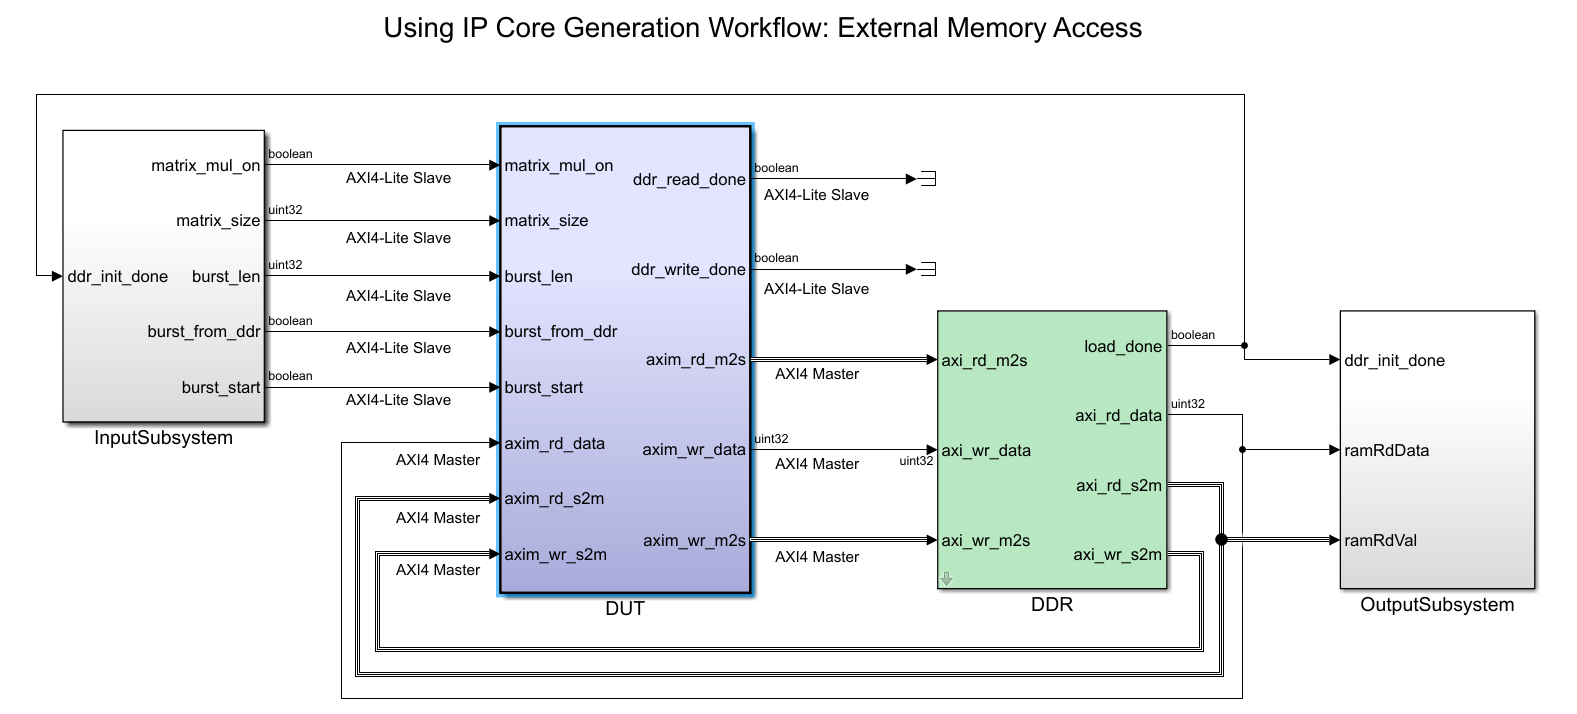 Using IP Core Generation Workflow: External Memory Access
matrix_mul_on
matrix_size
ddr_init_done
burst_len
burst_from_ddr
burst_start
InputSubsystem
boolean
AXI4-Lite Slave
uint32
AXI4-Lite Slave
uint32
AXI4-Lite Slave
boolean
AXI4-Lite Slave
boolean
AXI4-Lite Slave
AXI4 Master
AXI4 Master
AXI4 Master
matrix_mul_on
matrix_size
burst_len
burst_from_ddr
burst_start
axim_rd_data
axim_rd_s2m
axim_wr_s2m
ddr_read_done
ddr_write_done
axim_rd_m2s
axim_wr_data
axim_wr_m2s
DUT
boolean
AXI4-Lite Slave
boolean
AXI4-Lite Slave
AXI4 Master
uint32
AXI4 Master
uint32
AXI4 Master
axi_rd_m2s
axi_wr_data
axi_wr_m2s
load_done
axi_rd_data
axi_rd_s2m
axi_wr_s2m
DDR
boolean
uint32
ddr_init_done
ramRdData
ramRdVal
OutputSubsystem